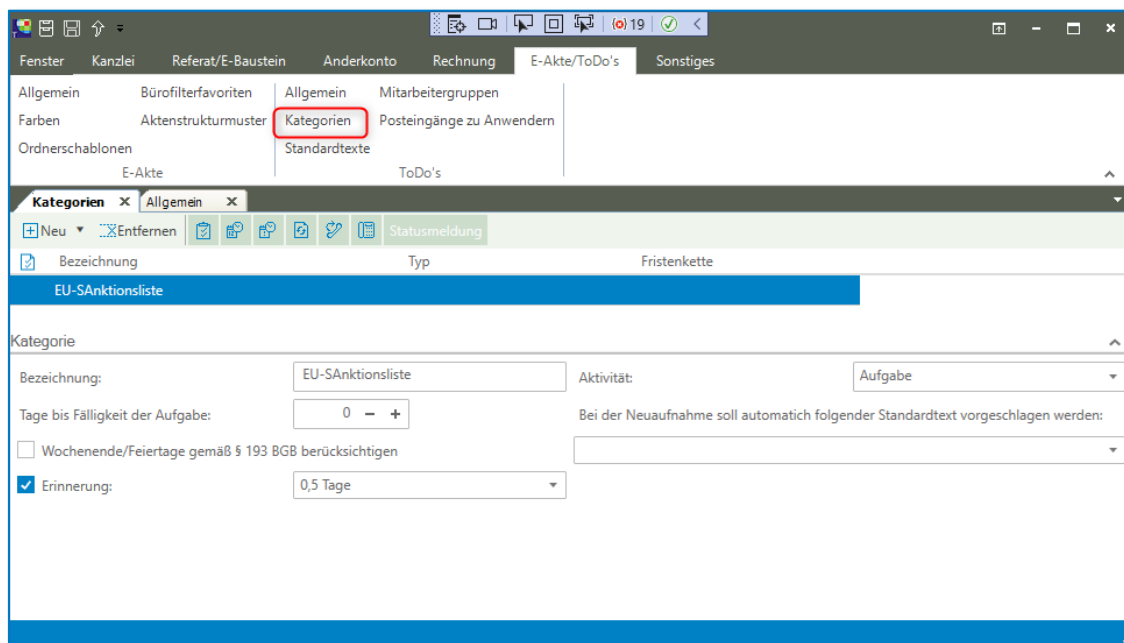 19
Fenster Kanzlei Referat/E-Baustein Anderkonto Rechnung E-Akte/ToDo's Sonstiges
Allgemein Bürofilterfavoriten Allgemein Mitarbeitergruppen
Farben Aktenstrukturmuster Kategorien Posteingänge zu Anwendern
Ordnerschablonen Standardtexte
E-Akte ToDo's
Kategorien Allgemein
Neu Entfernen Statusmeldung
Bezeichnung Typ Fristenkette
EU-SAnktionsliste
Kategorie
Bezeichnung: EU-SAnktionsliste Aktivität: Aufgabe
Tage bis Fälligkeit der Aufgabe: 0 Bei der Neuaufnahme soll automatich folgender Standardtext vorgeschlagen werden:
Wochenende/Feiertage gemäß § 193 BGB berücksichtigen
Erinnerung: 0,5 Tage